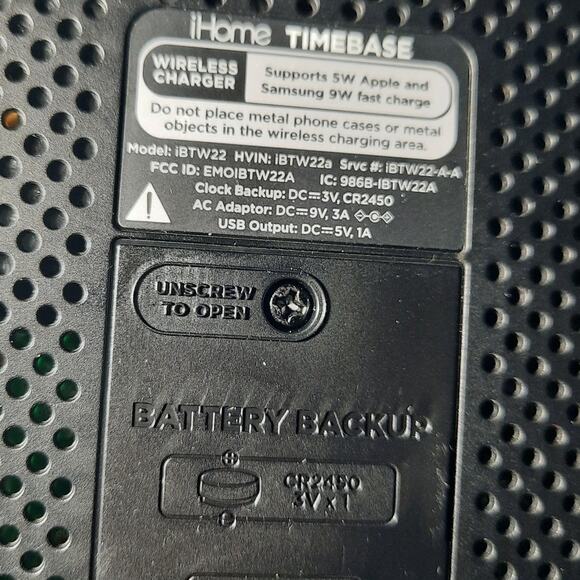 iHome TIMEBASE
WIRELESS
CHARGER
Supports 5W Apple and
Samsung 9W fast charge
Do not place metal phone cases or metal
objects in the wireless charging area.
Model: iBTW22 HVIN: iBTW22a Srvc #: iBTW22-A-A
FCC ID: EMOIBTW22A IC: 986B-IBTW22A
Clock Backup: DC⎓3V, CR2450
AC Adaptor: DC⎓9V, 3A
USB Output: DC⎓5V, 1A
UNSCREW
TO OPEN
BATTERY BACKUP
CR2450
3V x 1